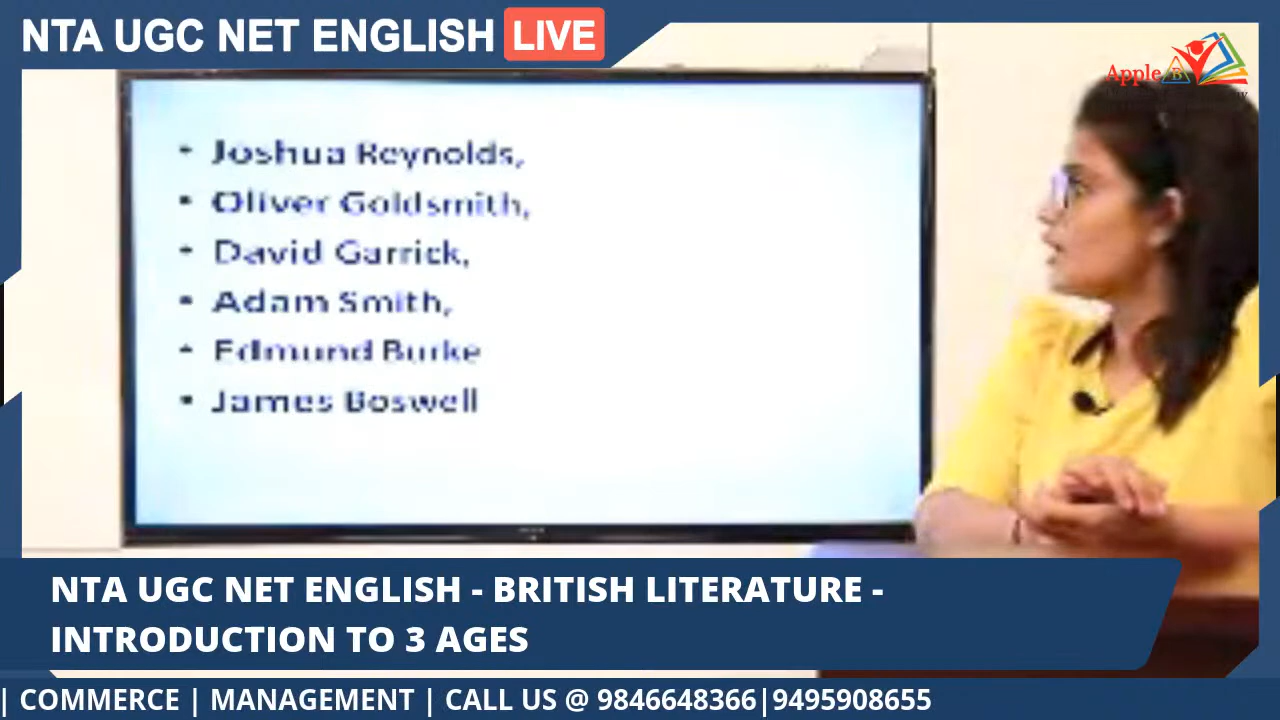 NTA UGC NET ENGLISH LIVE
Apple
B
• Joshua Reynolds,
• Oliver Goldsmith,
• David Garrick,
• Adam Smith,
• Edmund Burke
• James Boswell
NTA UGC NET ENGLISH - BRITISH LITERATURE -
INTRODUCTION TO 3 AGES
| COMMERCE | MANAGEMENT | CALL US @ 9846648366|9495908655